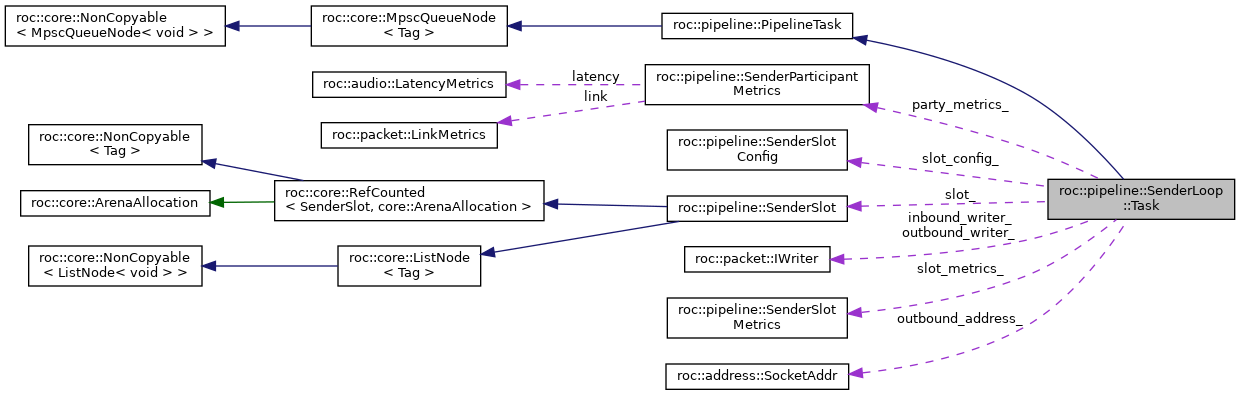 roc::core::NonCopyable
< MpscQueueNode< void > >
roc::core::MpscQueueNode
< Tag >
roc::pipeline::PipelineTask
roc::audio::LatencyMetrics
latency
link
roc::pipeline::SenderParticipant
Metrics
roc::packet::LinkMetrics
party_metrics_
roc::core::NonCopyable
< Tag >
roc::pipeline::SenderSlot
Config
slot_config_
roc::core::ArenaAllocation
roc::core::RefCounted
< SenderSlot, core::ArenaAllocation >
roc::pipeline::SenderSlot
slot_
roc::pipeline::SenderLoop
::Task
inbound_writer_
outbound_writer_
roc::core::NonCopyable
< ListNode< void > >
roc::core::ListNode
< Tag >
roc::packet::IWriter
slot_metrics_
roc::pipeline::SenderSlot
Metrics
outbound_address_
roc::address::SocketAddr